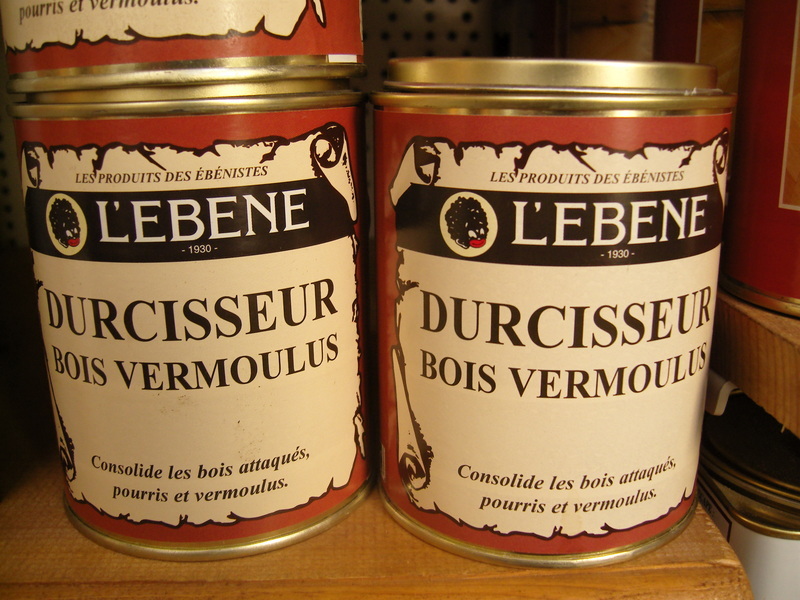 pourris et vermoulus.
LES PRODUITS DES ÉBÉNISTES
L'EBENE
- 1930 -
DURCISSEUR
BOIS VERMOULUS
Consolide les bois attaqués,
pourris et vermoulus.
LES PRODUITS DES ÉBÉNISTES
L'EBENE
- 1930 -
DURCISSEUR
BOIS VERMOULUS
Consolide les bois attaqués,
pourris et vermoulus.